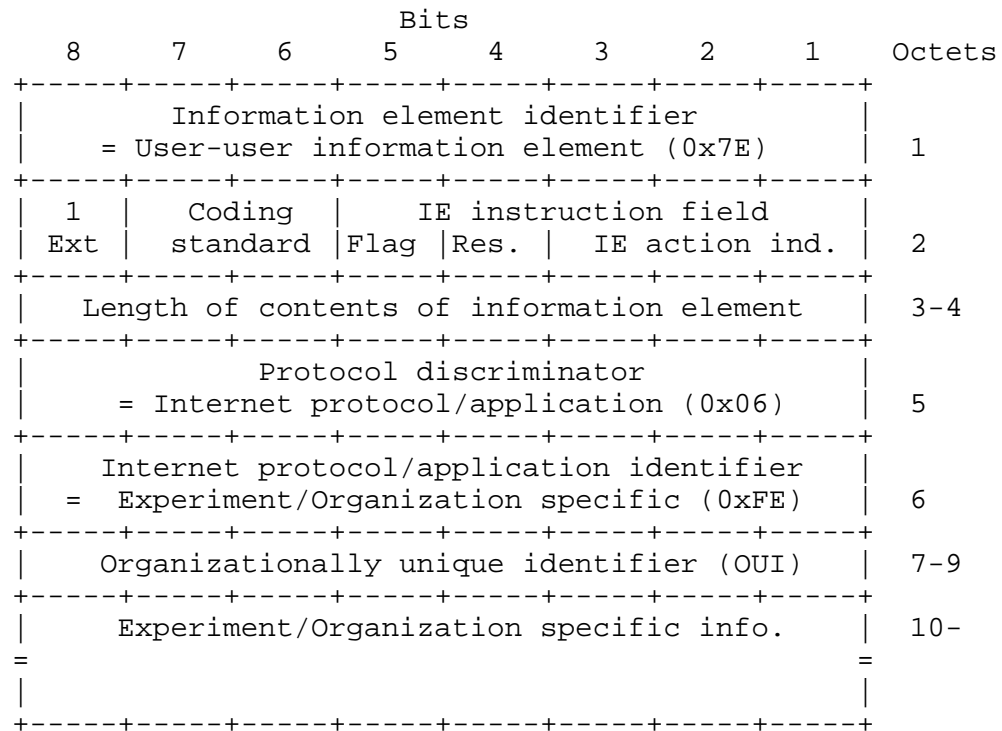 Bits
8 7 6 5 4 3 2 1 Octets
+-----+-----+-----+-----+-----+-----+-----+-----+
| Information element identifier |
| = User-user information element (0x7E) | 1
+-----+-----+-----+-----+-----+-----+-----+-----+
| 1 | Coding | IE instruction field |
| Ext | standard |Flag |Res. | IE action ind. | 2
+-----+-----+-----+-----+-----+-----+-----+-----+
| Length of contents of information element | 3-4
+-----+-----+-----+-----+-----+-----+-----+-----+
| Protocol discriminator |
| = Internet protocol/application (0x06) | 5
+-----+-----+-----+-----+-----+-----+-----+-----+
| Internet protocol/application identifier |
| = Experiment/Organization specific (0xFE) | 6
+-----+-----+-----+-----+-----+-----+-----+-----+
| Organizationally unique identifier (OUI) | 7-9
+-----+-----+-----+-----+-----+-----+-----+-----+
| Experiment/Organization specific info. | 10-
= =
| |
+-----+-----+-----+-----+-----+-----+-----+-----+